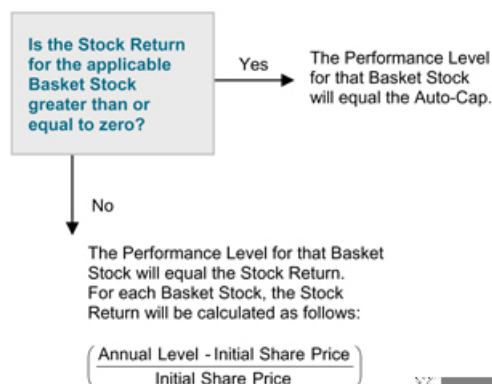 Is the Stock Return
for the applicable
Basket Stock
greater than or
equal to zero?
Yes
The Performance Level
for that Basket Stock
will equal the Auto-Cap.
No
The Performance Level for that Basket
Stock will equal the Stock Return.
For each Basket Stock, the Stock
Return will be calculated as follows:
Annual Level - Initial Share Price
Initial Share Price